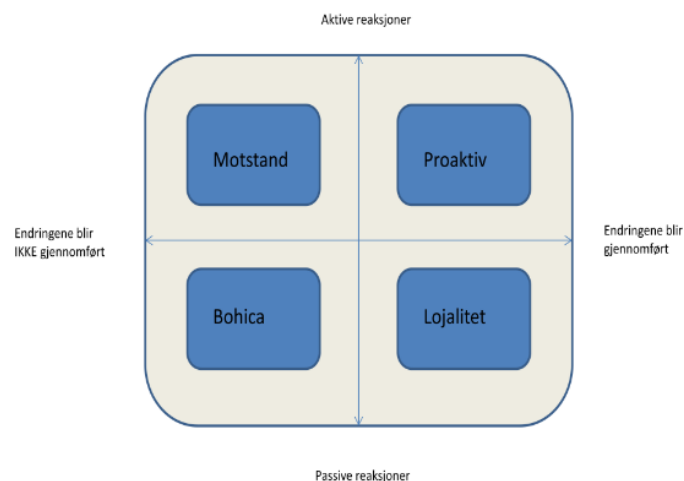 Aktive reaksjoner
Motstand
Proaktiv
Endringene blir
IKKE gjennomført
Endringene blir
gjennomført
Bohica
Lojalitet
Passive reaksjoner